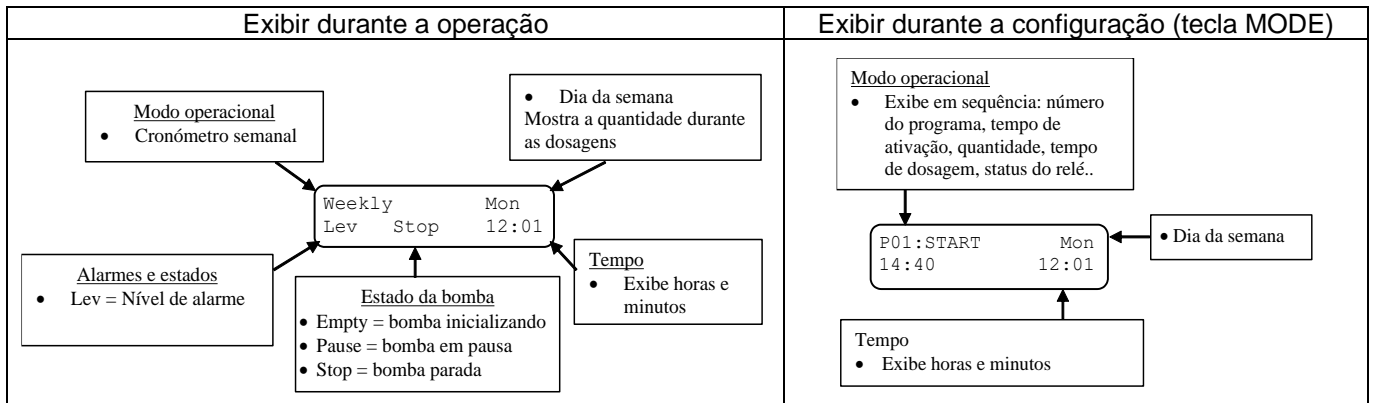 Exibir durante a operação
Modo operacional
• Cronómetro semanal
• Dia da semana
Mostra a quantidade durante
as dosagens
Weekly Mon
Lev Stop 12:01
Alarmes e estados
• Lev = Nível de alarme
Estado da bomba
• Empty = bomba inicializando
• Pause = bomba em pausa
• Stop = bomba parada
Tempo
• Exibe horas e
minutos
Exibir durante a configuração (tecla MODE)
Modo operacional
• Exibe em sequência: número
do programa, tempo de
ativação, quantidade, tempo
de dosagem, status do relé..
P01:START Mon
14:40 12:01
• Dia da semana
Tempo
• Exibe horas e minutos